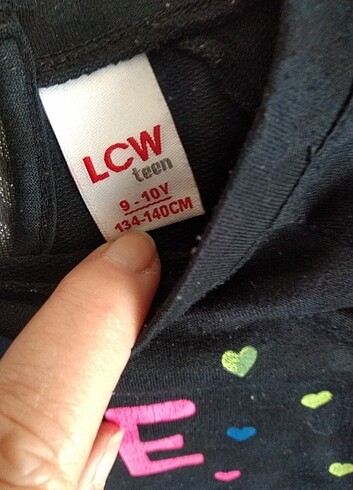 LCW
teen
9 - 10Y
134-140CM
E